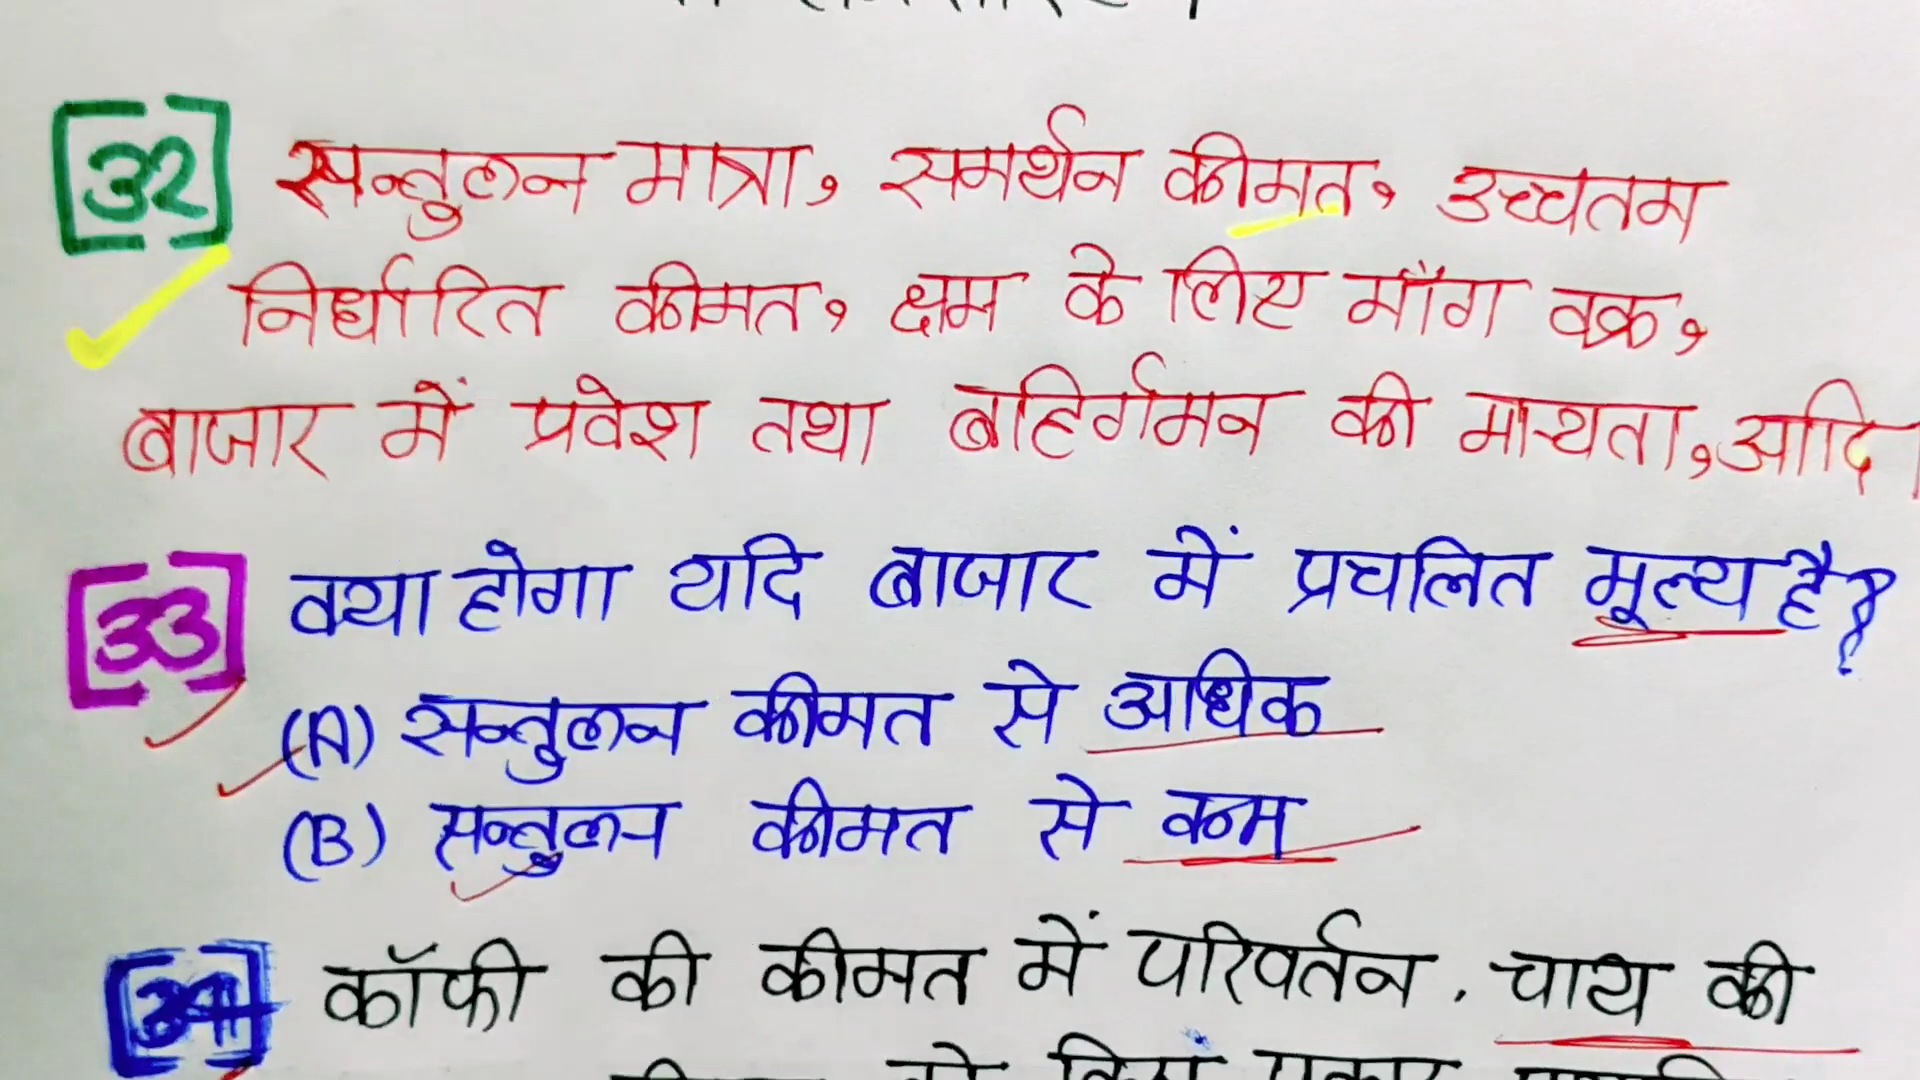 32 सन्तुलन मात्रा, समर्थन कीमत, उच्चतम
निर्धारित कीमत, क्षम के लिए माँग वक्र,
बाजार में प्रवेश तथा बहिर्गमन की मान्यता, आदि।
33 क्या होगा यदि बाजार में प्रचलित मूल्य है?
(A) सन्तुलन कीमत से अधिक
(B) सन्तुलन कीमत से कम
34 कॉफी की कीमत में परिवर्तन, चाय की